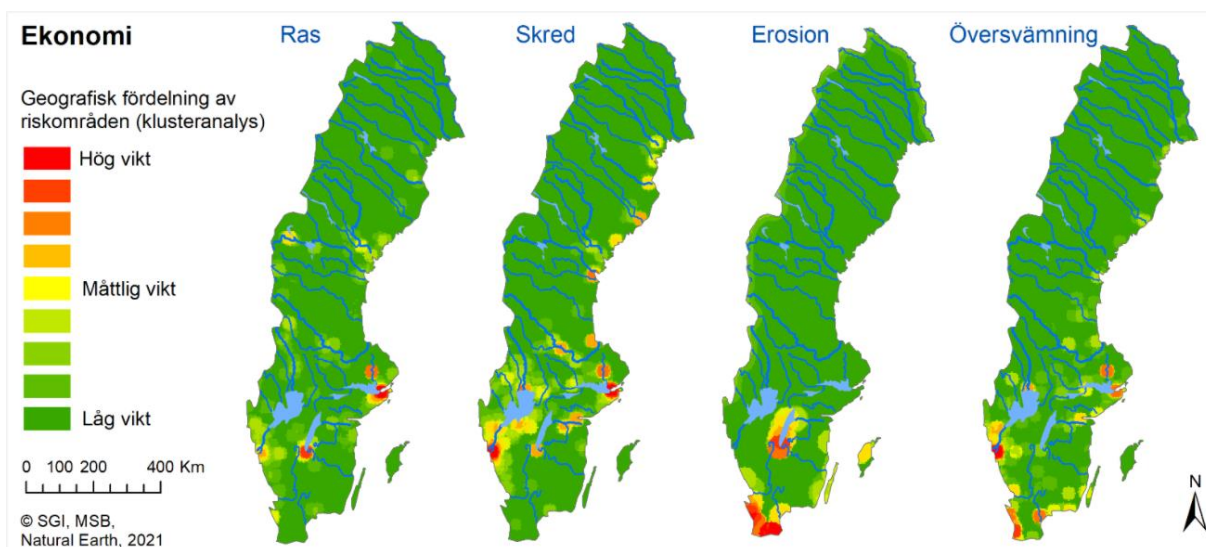 Ekonomi
Ras
Skred
Erosion
Översvämning
Geografisk fördelning av
riskområden (klusteranalys)
Hög vikt
Måttlig vikt
Låg vikt
0 100 200 400 Km
© SGI, MSB,
Natural Earth, 2021
N